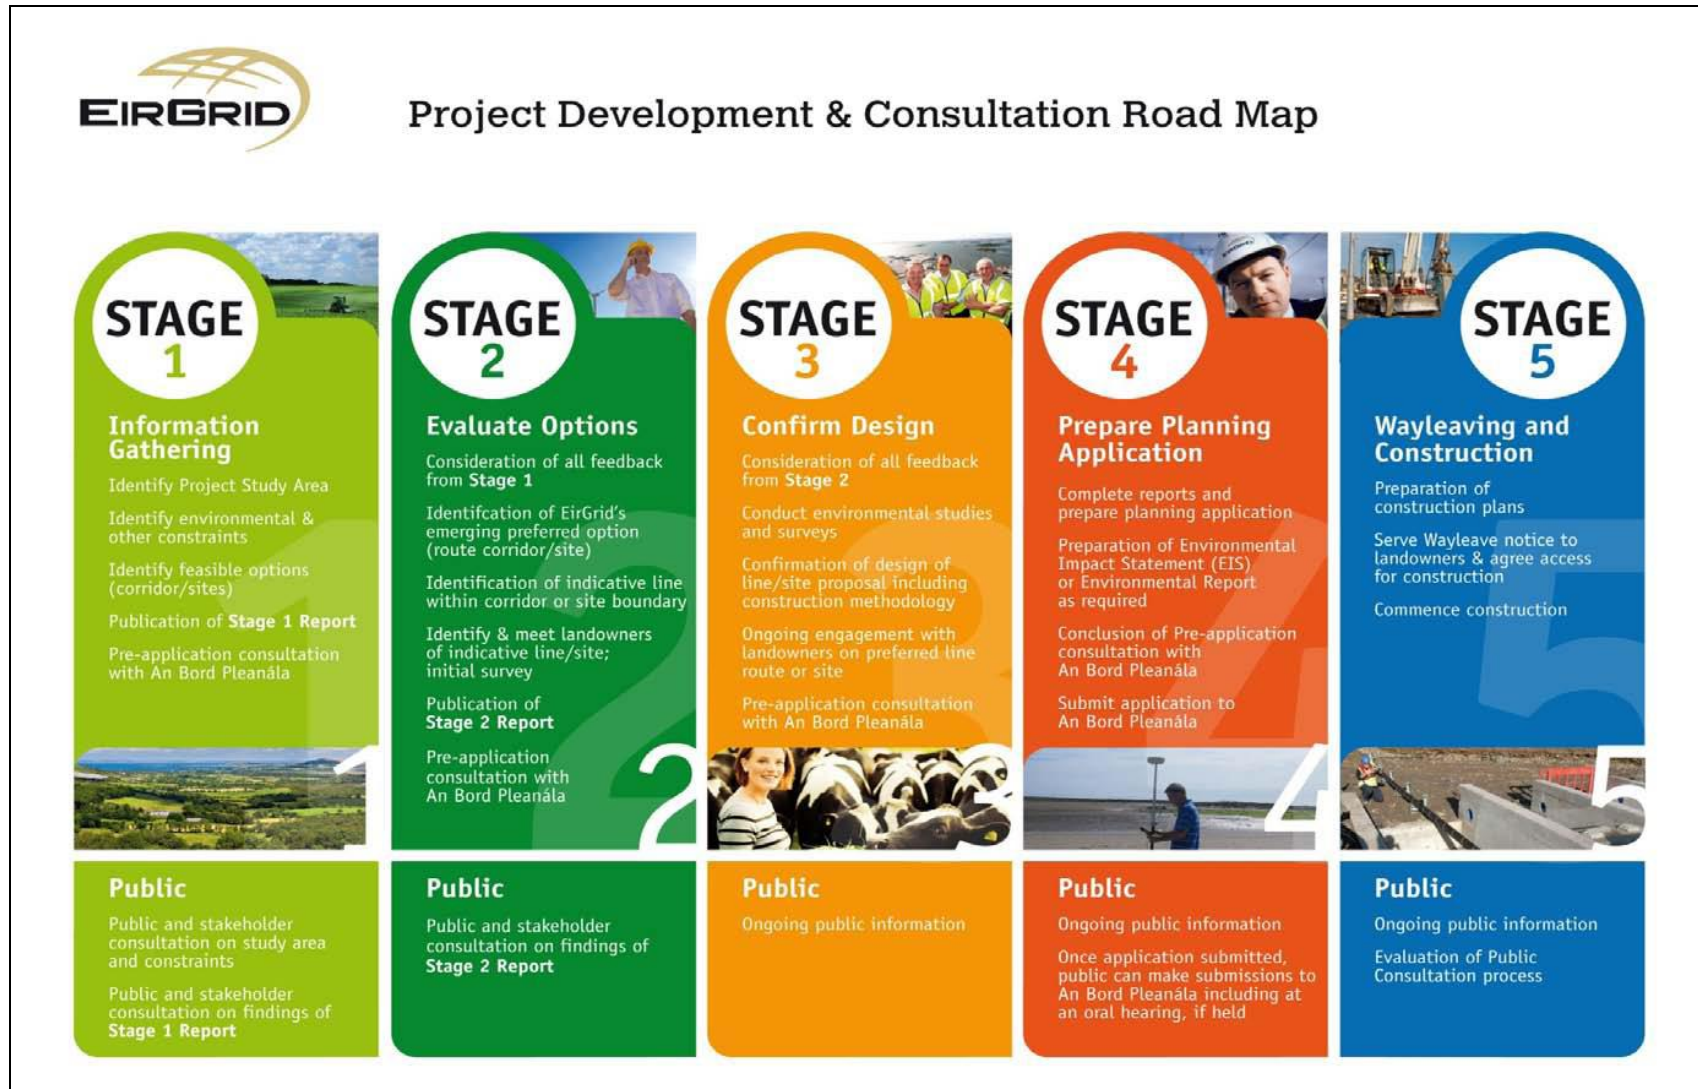 EIRGRID
Project Development & Consultation Road Map
STAGE
1
Information
Gathering
Identify Project Study Area
Identify environmental &
other constraints
Identify feasible options
(corridor/sites)
Publication of Stage 1 Report
Pre-application consultation
with An Bord Pleanála
1
Public
Public and stakeholder
consultation on study area
and constraints
Public and stakeholder
consultation on findings of
Stage 1 Report
STAGE
2
Evaluate Options
Consideration of all feedback
from Stage 1
Identifcation of EirGrid's
emerging preferred option
(route corridor/site)
Identification of indicative line
within corridor or site boundary
Identify & meet landowners
of indicative line/site;
initial survey
Publication of
Stage 2 Report
Pre-application
consultation with
An Bord Pleanála
2
Public
Public and stakeholder
consultation on findings of
Stage 2 Report
STAGE
3
Confirm Design
Consideration of all feedback
from Stage 2
Conduct environmental studies
and surveys
Confirmation of design of
line/site proposal including
construction methodology
Ongoing engagement with
landowners on preferred line
route or site
Pre-application consultation
with An Bord Pleanála
3
Public
Ongoing public information
STAGE
4
Prepare Planning
Application
Complete reports and
prepare planning application
Preparation of Environmental
Impact Statement (EIS)
or Environmental Report
as required
Conclusion of Pre-application
consultation with
An Bord Pleanála
Submit application to
An Bord Pleanála
4
Public
Ongoing public information
Once application submitted,
public can make submissions to
An Bord Pleanála including at
an oral hearing, if held
STAGE
5
Wayleaving and
Construction
Preparation of
construction plans
Serve Wayleave notice to
landowners & agree access
for construction
Commence construction
5
Public
Ongoing public information
Evaluation of Public
Consultation process